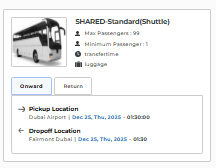 SHARED-Standard(Shuttle)
Max Passengers : 99
Minimum Passenger : 1
transfertime
luggage
Onward Return
Pickup Location
Dubai Airport | Dec 25, Thu, 2025 - 01:30:00
Dropoff Location
Fairmont Dubai | Dec 25, Thu, 2025 - 01:30